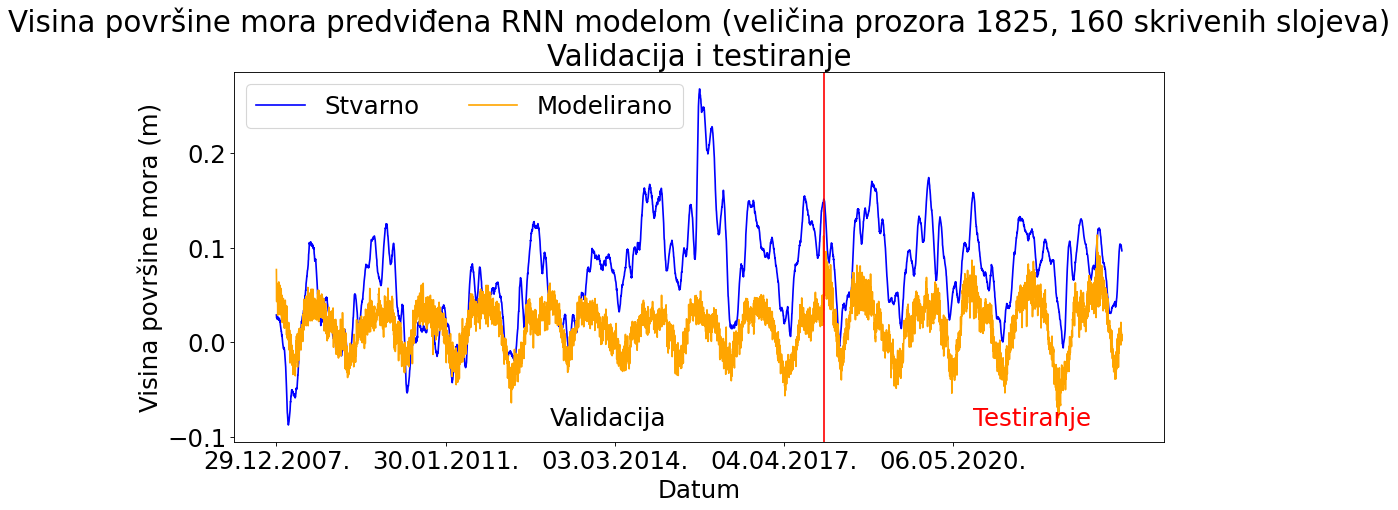 Visina površine mora predviđena RNN modelom (veličina prozora 1825, 160 skrivenih slojeva)
Validacija i testiranje
Stvarno
Modelirano
Visina površine mora (m)
0.2
0.1
0.0
−0.1
Validacija
Testiranje
29.12.2007.
30.01.2011.
03.03.2014.
04.04.2017.
06.05.2020.
Datum